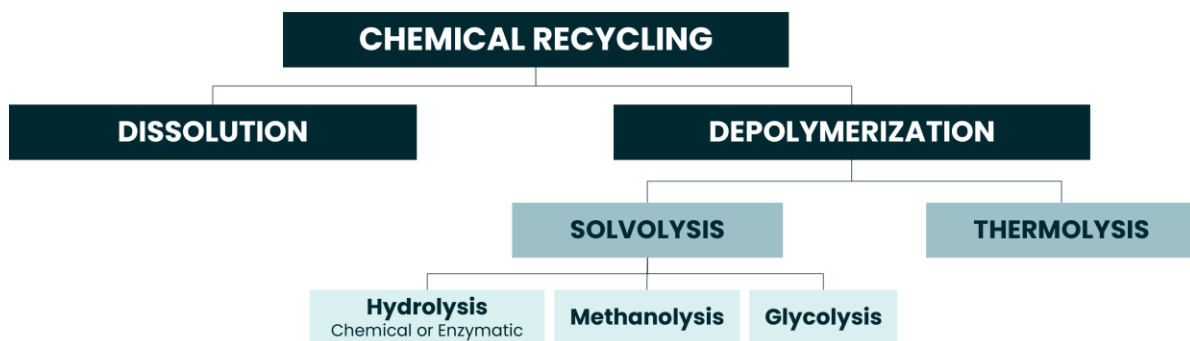 CHEMICAL RECYCLING
DISSOLUTION
DEPOLYMERIZATION
SOLVOLYSIS
THERMOLYSIS
Hydrolysis
Chemical or Enzymatic
Methanolysis
Glycolysis